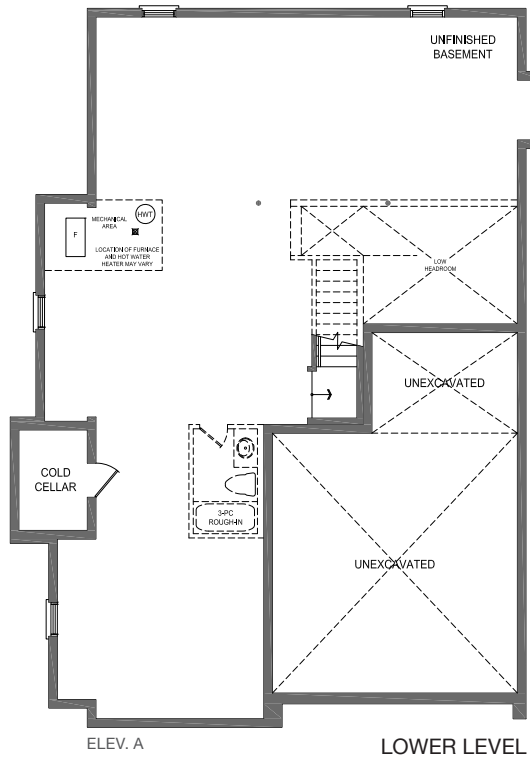 UNFINISHED
BASEMENT
HWT
MECHANICAL
AREA
F
LOCATION OF FURNACE
AND HOT WATER
HEATER MAY VARY
LOW
HEADROOM
UNEXCAVATED
COLD
CELLAR
3-PC
ROUGH-IN
UNEXCAVATED
ELEV. A
LOWER LEVEL